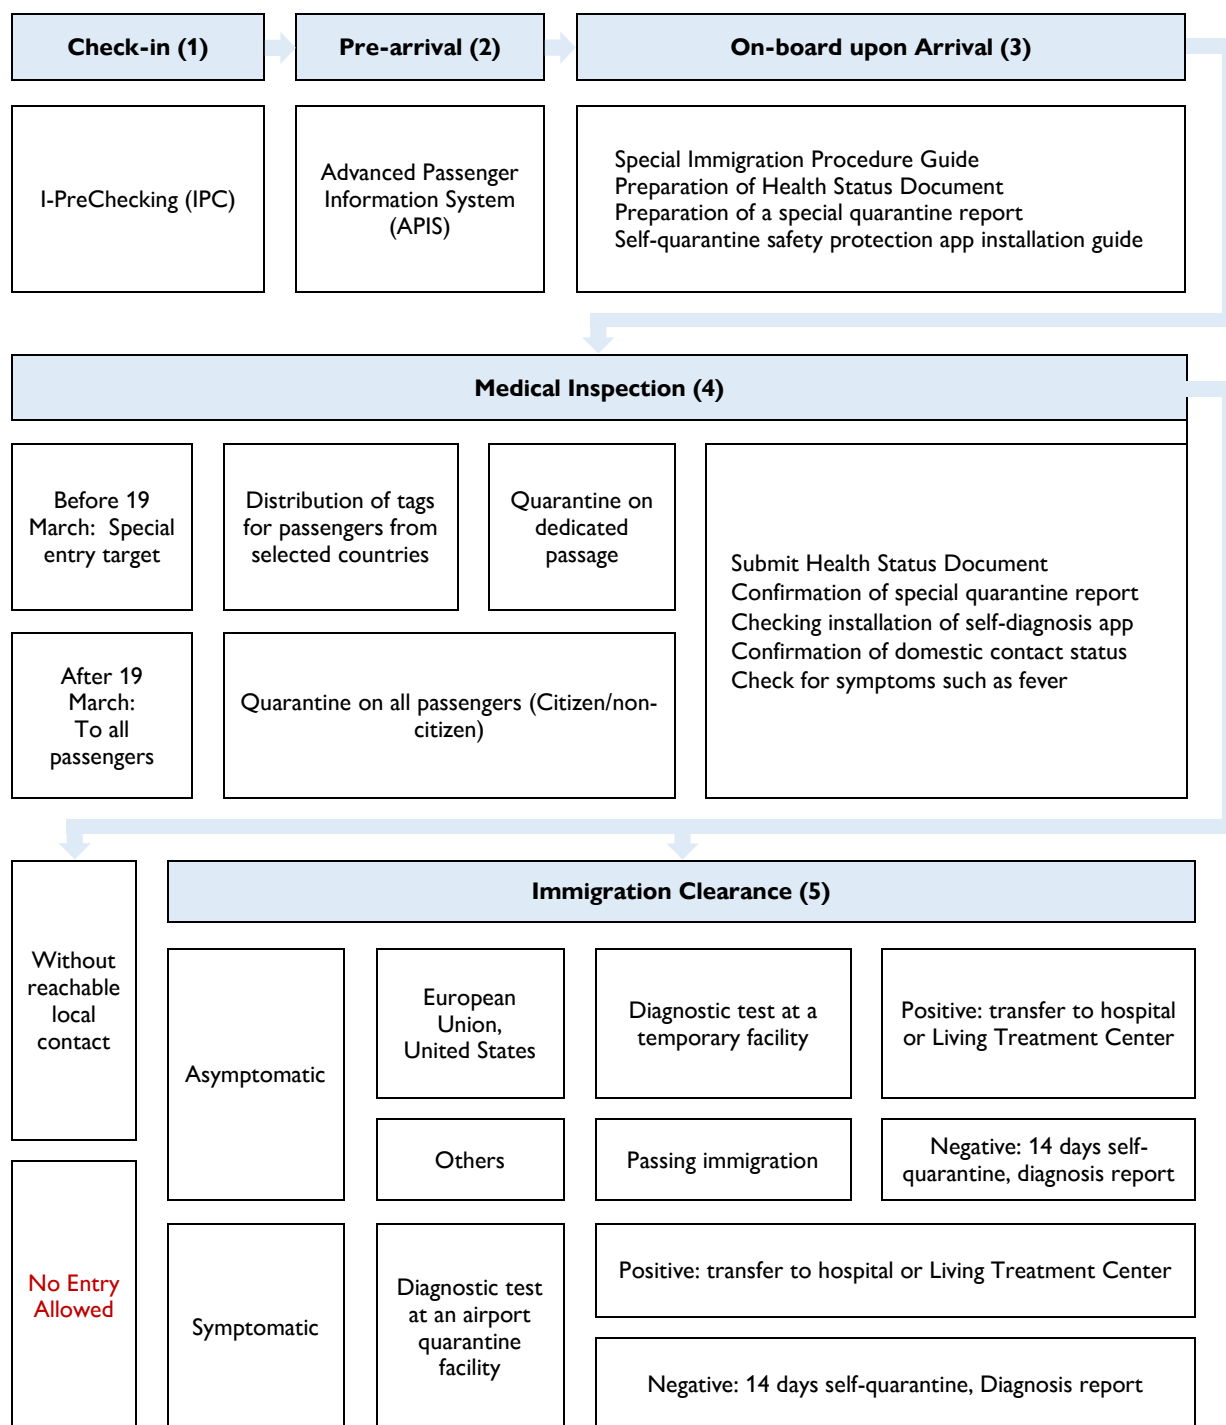 Check-in (1)
Pre-arrival (2)
On-board upon Arrival (3)
I-PreChecking (IPC)
Advanced Passenger
Information System
(APIS)
Special Immigration Procedure Guide
Preparation of Health Status Document
Preparation of a special quarantine report
Self-quarantine safety protection app installation guide
Medical Inspection (4)
Before 19
March:  Special
entry target
Distribution of tags
for passengers from
selected countries
Quarantine on
dedicated
passage
Submit Health Status Document
Confirmation of special quarantine report
Checking installation of self-diagnosis app
Confirmation of domestic contact status
Check for symptoms such as fever
After 19
March:
To all
passengers
Quarantine on all passengers (Citizen/non-
citizen)
Without
reachable
local
contact
No Entry
Allowed
Immigration Clearance (5)
Asymptomatic
European
Union,
United States
Diagnostic test at a
temporary facility
Positive: transfer to hospital
or Living Treatment Center
Others
Passing immigration
Negative: 14 days self-
quarantine, diagnosis report
Symptomatic
Diagnostic test
at an airport
quarantine
facility
Positive: transfer to hospital or Living Treatment Center
Negative: 14 days self-quarantine, Diagnosis report